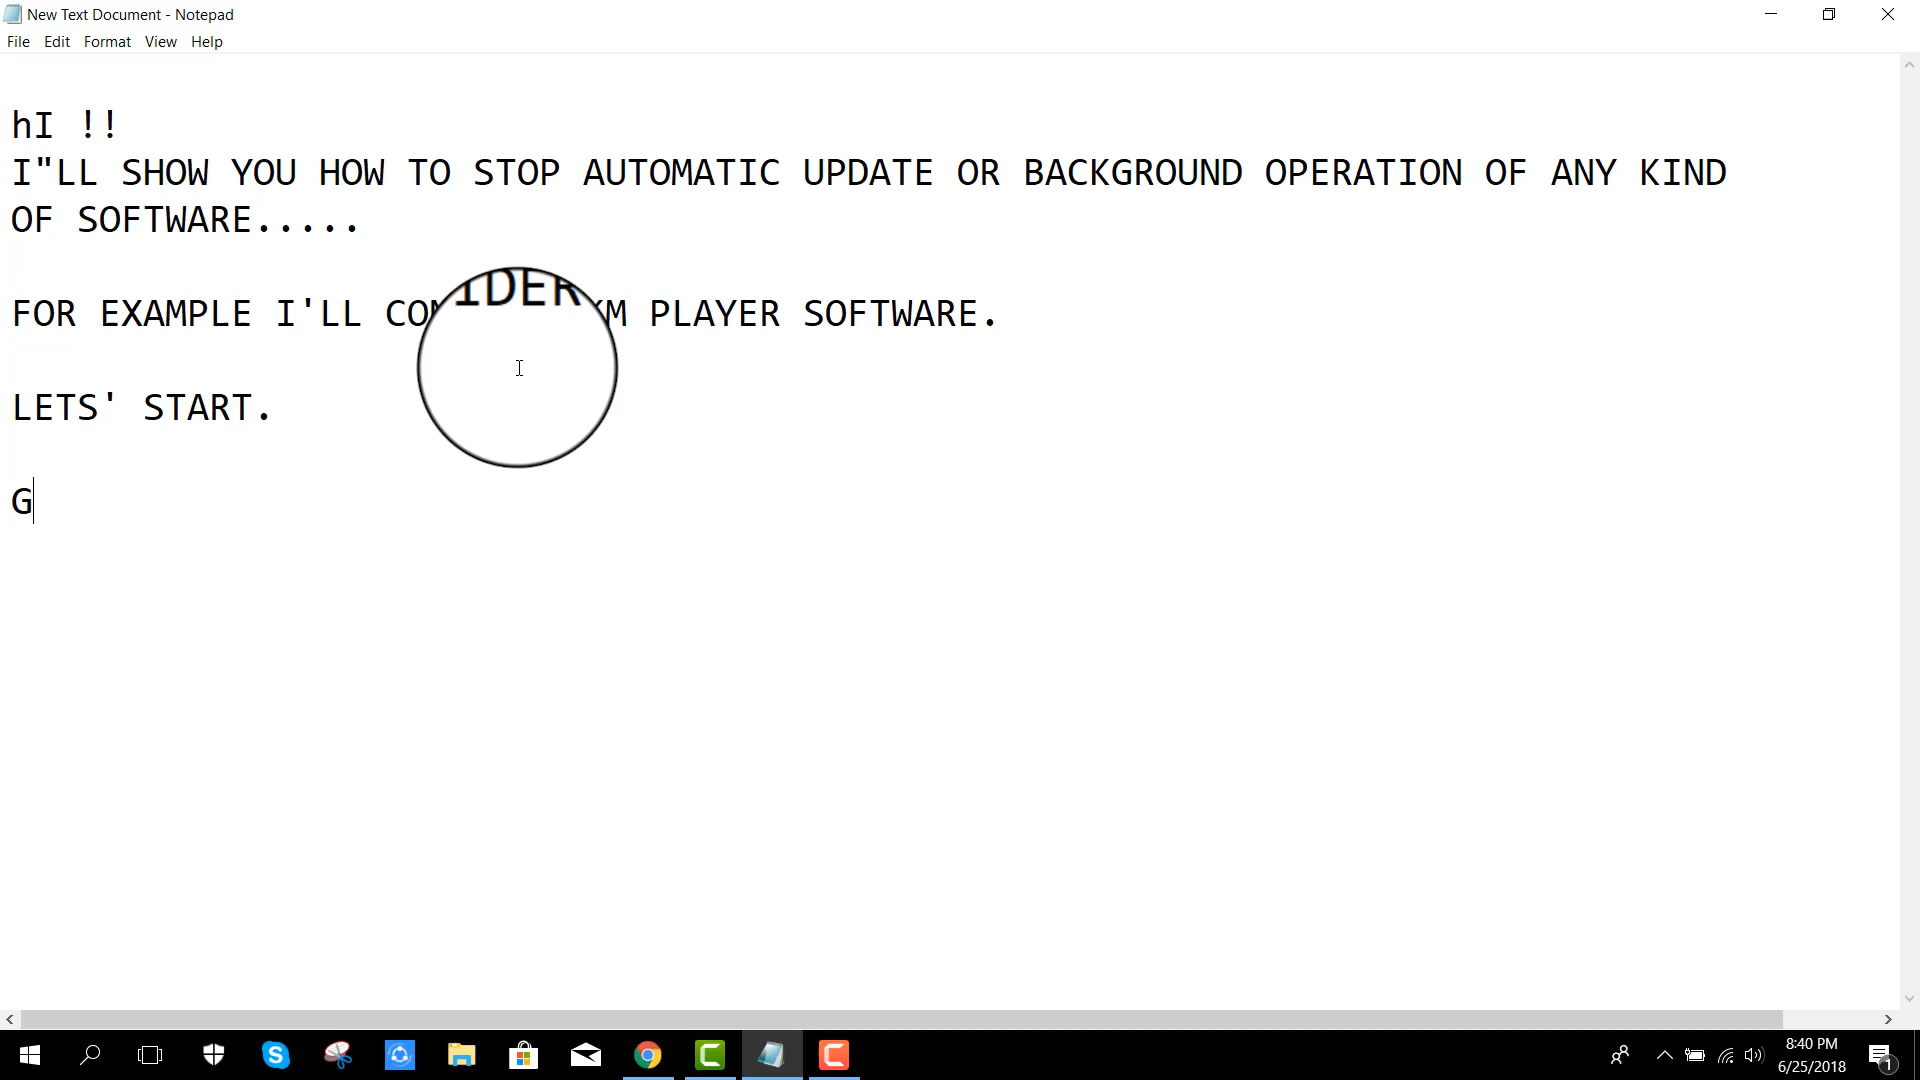 New Text Document - Notepad
File Edit Format View Help
hI !!
I"LL SHOW YOU HOW TO STOP AUTOMATIC UPDATE OR BACKGROUND OPERATION OF ANY KIND
OF SOFTWARE.....
FOR EXAMPLE I'LL PLAYER SOFTWARE.
IDER
LETS' START.
G
8:40 PM
6/25/2018
1